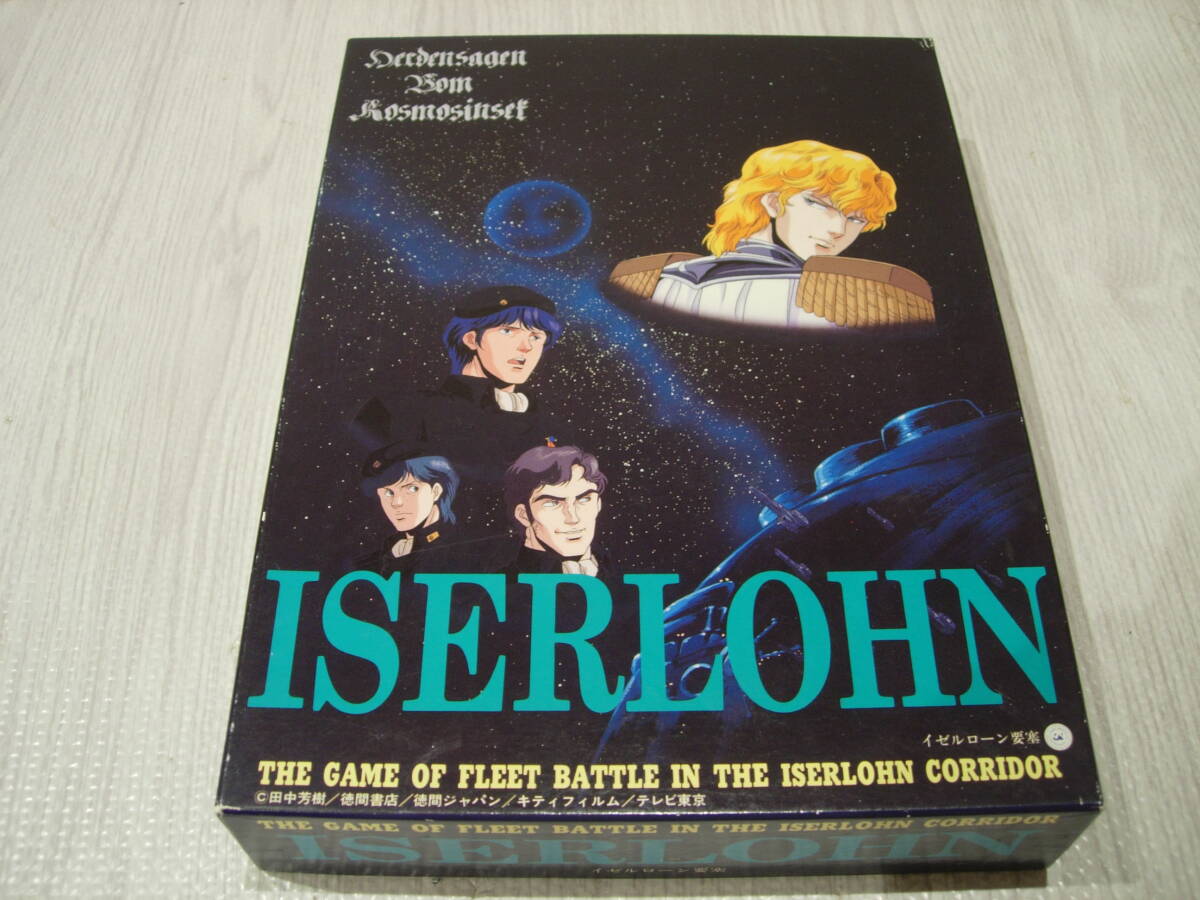 Herdensagen
Vom
Kosmosinsek
ISERLOHN
イゼルローン要塞
THE GAME OF FLEET BATTLE IN THE ISERLOHN CORRIDOR
©田中芳樹／徳間書店／徳間ジャパン／キティフィルム／テレビ東京
THE GAME OF FLEET BATTLE IN THE ISERLOHN CORRIDOR
ISERLOHN
イゼルローン要塞